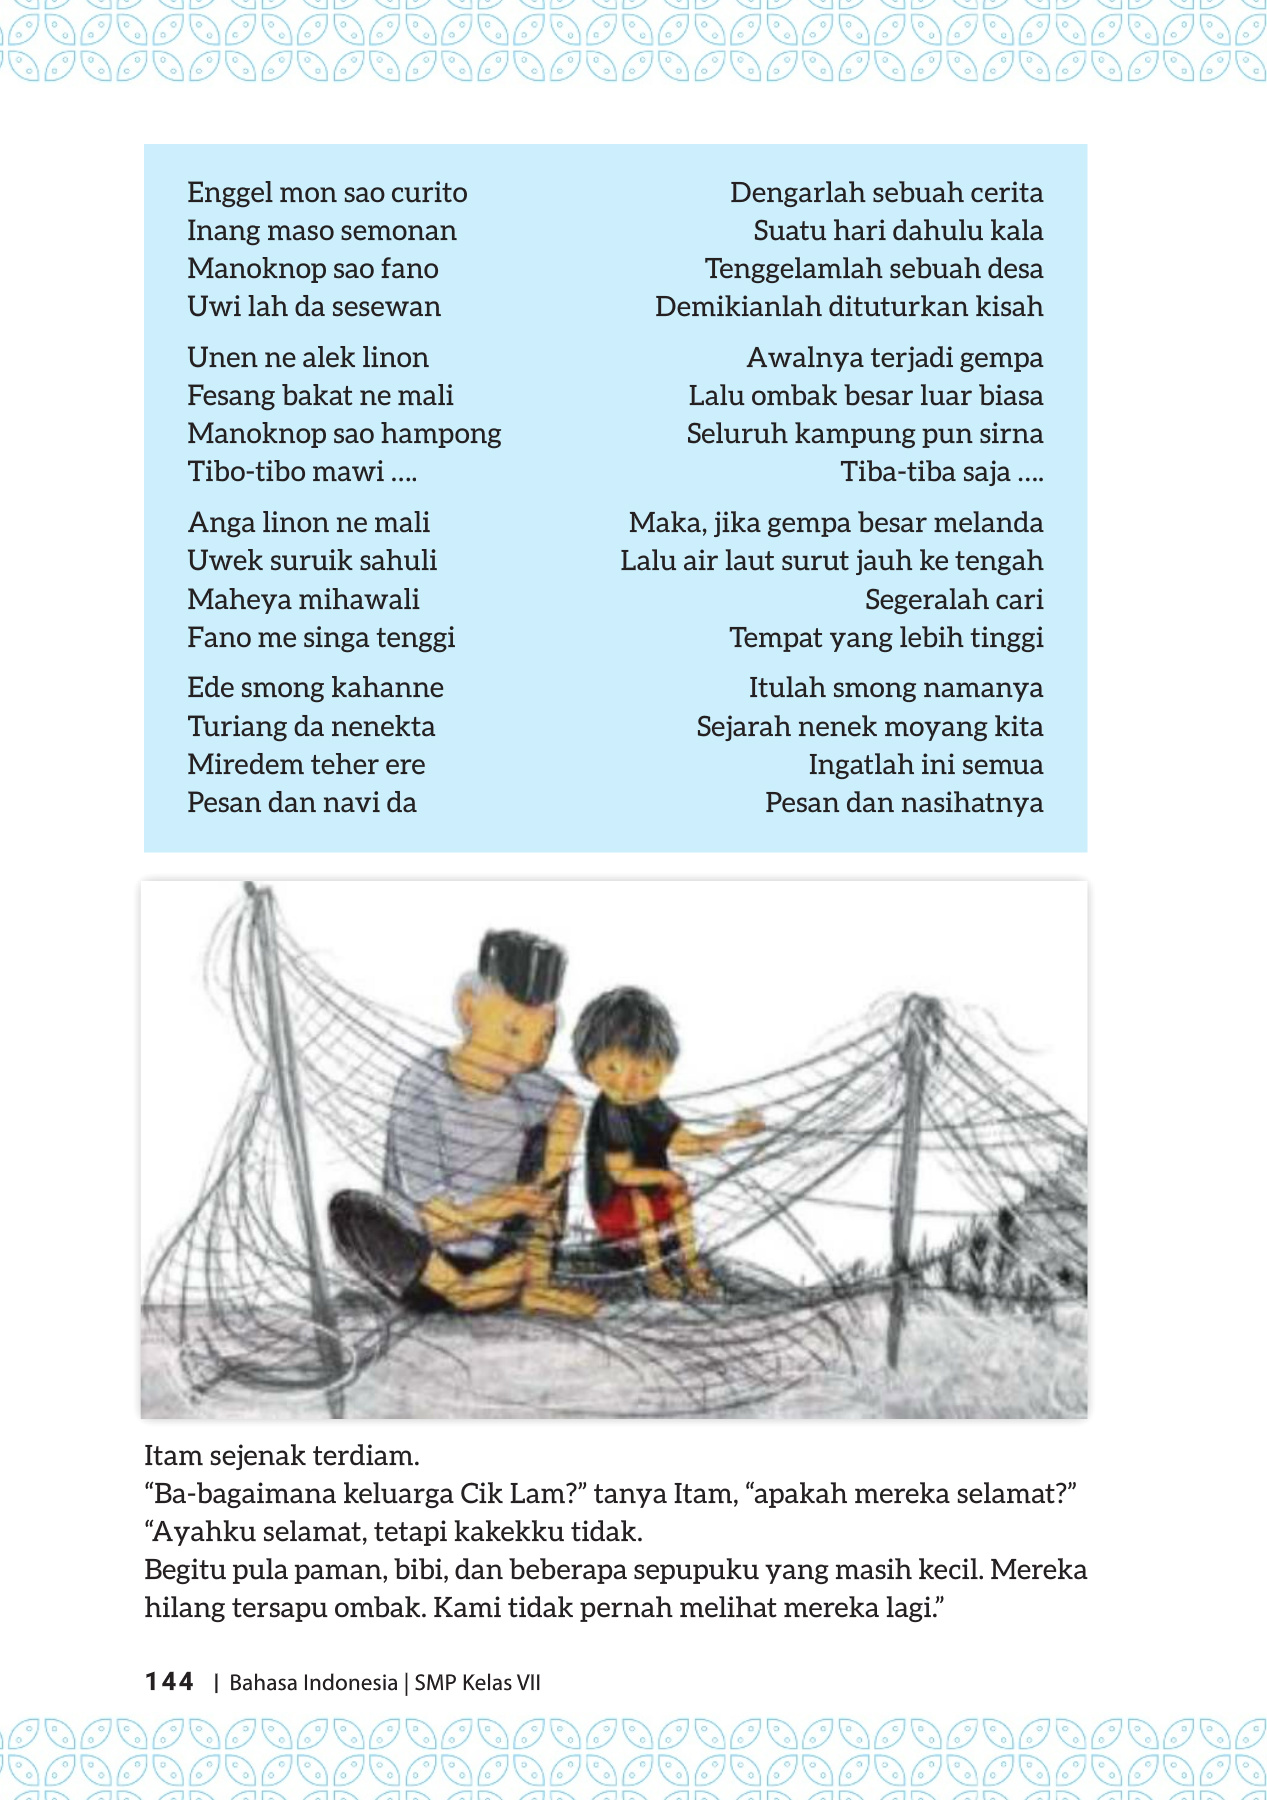 Enggel mon sao curito
Inang maso semonan
Manoknop sao fano
Uwi lah da sesewan
Unen ne alek linon
Fesang bakat ne mali
Manoknop sao hampong
Tibo-tibo mawi ....
Anga linon ne mali
Uwek suruik sahuli
Maheya mihawali
Fano me singa tenggi
Ede smong kahanne
Turiang da nenekta
Miredem teher ere
Pesan dan navi da
Dengarlah sebuah cerita
Suatu hari dahulu kala
Tenggelamlah sebuah desa
Demikianlah dituturkan kisah
Awalnya terjadi gempa
Lalu ombak besar luar biasa
Seluruh kampung pun sirna
Tiba-tiba saja ....
Maka, jika gempa besar melanda
Lalu air laut surut jauh ke tengah
Segeralah cari
Tempat yang lebih tinggi
Itulah smong namanya
Sejarah nenek moyang kita
Ingatlah ini semua
Pesan dan nasihatnya
Itam sejenak terdiam.
“Ba-bagaimana keluarga Cik Lam?” tanya Itam, “apakah mereka selamat?”
“Ayahku selamat, tetapi kakekku tidak.
Begitu pula paman, bibi, dan beberapa sepupuku yang masih kecil. Mereka
hilang tersapu ombak. Kami tidak pernah melihat mereka lagi.”
144 | Bahasa Indonesia | SMP Kelas VII